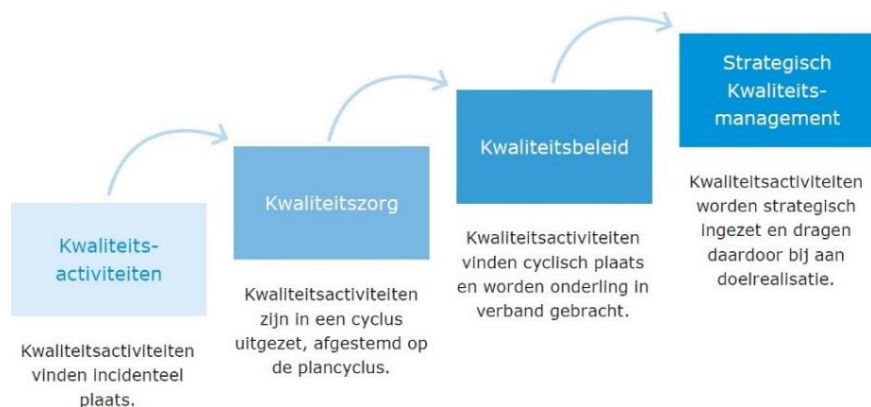 Kwaliteits-
activiteiten
Kwaliteitsactiviteiten
vinden incidenteel
plaats.
Kwaliteitszorg
Kwaliteitsactiviteiten
zijn in een cyclus
uitgezet, afgestemd op
de plancyclus.
Kwaliteitsbeleid
Kwaliteitsactiviteiten
vinden cyclisch plaats
en worden onderling in
verband gebracht.
Strategisch
Kwaliteits-
management
Kwaliteitsactiviteiten
worden strategisch
ingezet en dragen
daardoor bij aan
doelrealisatie.